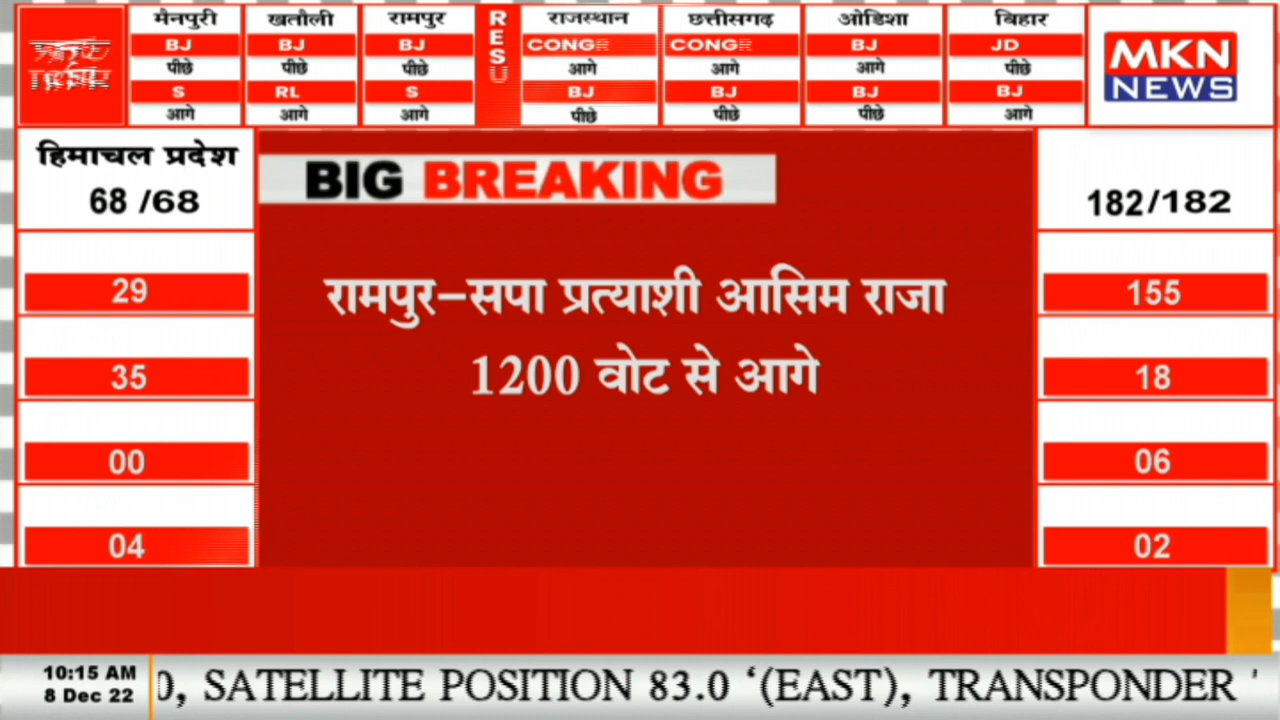 मैनपुरी खतौली रामपुर राजस्थान छत्तीसगढ़ ओडिशा बिहार
BJ BJ BJ CONGR CONGR BJ JD
पीछे पीछे पीछे आगे आगे आगे पीछे
S RL S BJ BJ BJ BJ
आगे आगे आगे पीछे पीछे पीछे आगे
RESU
MKN
NEWS
हिमाचल प्रदेश
68 /68
29
35
00
04
BIG BREAKING
रामपुर-सपा प्रत्याशी आसिम राजा
1200 वोट से आगे
182/182
155
18
06
02
10:15 AM
8 Dec 22
0, SATELLITE POSITION 83.0 ‘(EAST), TRANSPONDER '